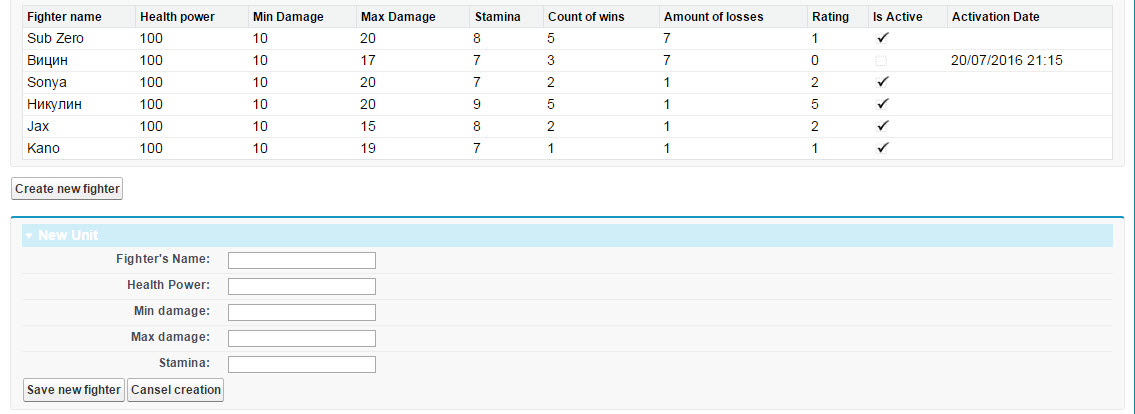 Fighter name Health power Min Damage Max Damage Stamina Count of wins Amount of losses Rating Is Active Activation Date
Sub Zero 100 10 20 8 5 7 1
Вицин 100 10 17 7 3 7 0 20/07/2016 21:15
Sonya 100 10 20 7 2 1 2
Никулин 100 10 20 9 5 1 5
Jax 100 10 15 8 2 1 2
Kano 100 10 19 7 1 1 1
Create new fighter
New Unit
Fighter's Name:
Health Power:
Min damage:
Max damage:
Stamina:
Save new fighter Cansel creation